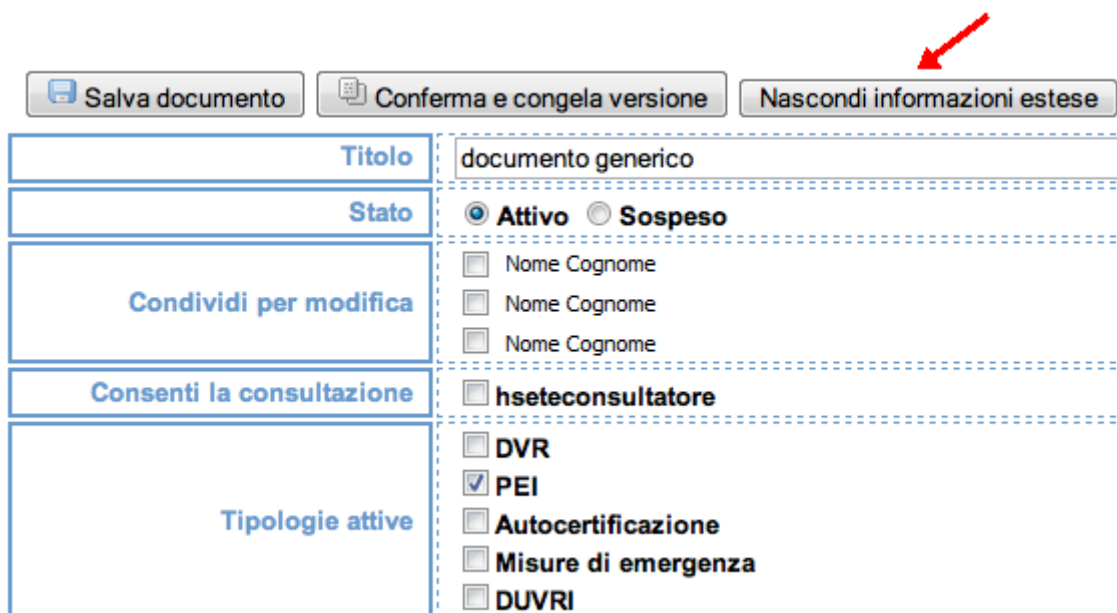 Salva documento Conferma e congela versione Nascondi informazioni estese
Titolo documento generico
Stato Attivo Sospeso
Condividi per modifica
Nome Cognome
Nome Cognome
Nome Cognome
Consenti la consultazione hseteconsultatore
Tipologie attive
DVR
PEI
Autocertificazione
Misure di emergenza
DUVRI